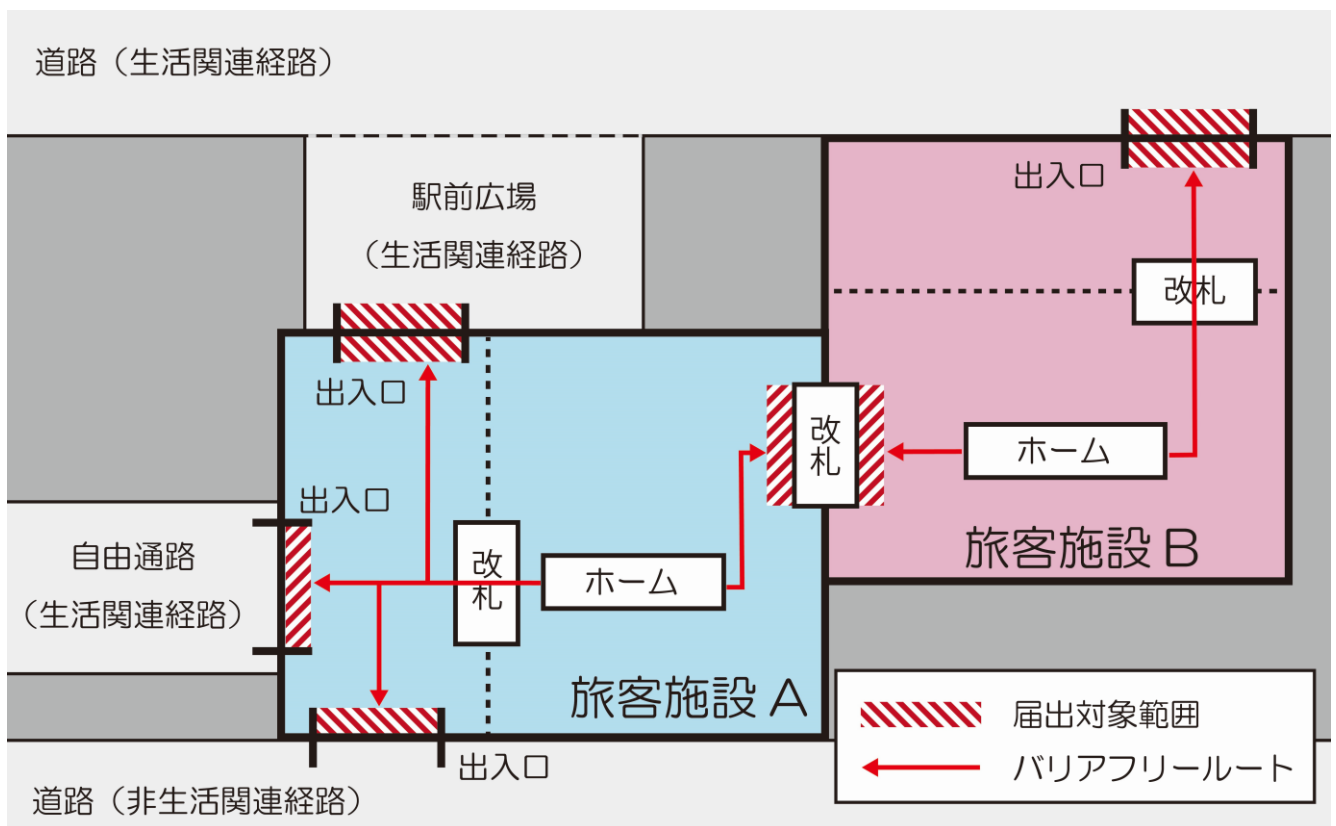 道路（生活関連経路）
駅前広場
（生活関連経路）
出入口
改札
出入口
改札
ホーム
出入口
旅客施設 B
自由通路
（生活関連経路）
改札
ホーム
旅客施設 A
届出対象範囲
バリアフリールート
出入口
道路（非生活関連経路）